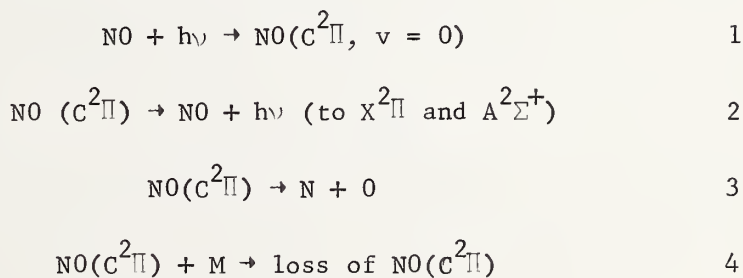 NO + hν → NO(C²Π, v = 0) 1
NO (C²Π) → NO + hν (to X²Π and A²Σ⁺) 2
NO(C²Π) → N + O 3
NO(C²Π) + M → loss of NO(C²Π) 4